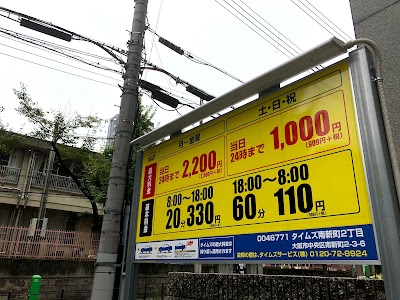 月～金曜
土・日・祝
最大料金
当日
24時まで
2,200円
当日
24時まで
1,000円
基本料金
8:00～18:00
20分330円
18:00～8:00
60分110円
0046771 タイムズ南新町2丁目
大阪市中央区南新町2-3-6
タイムズサービス(株) 0120-72-8924